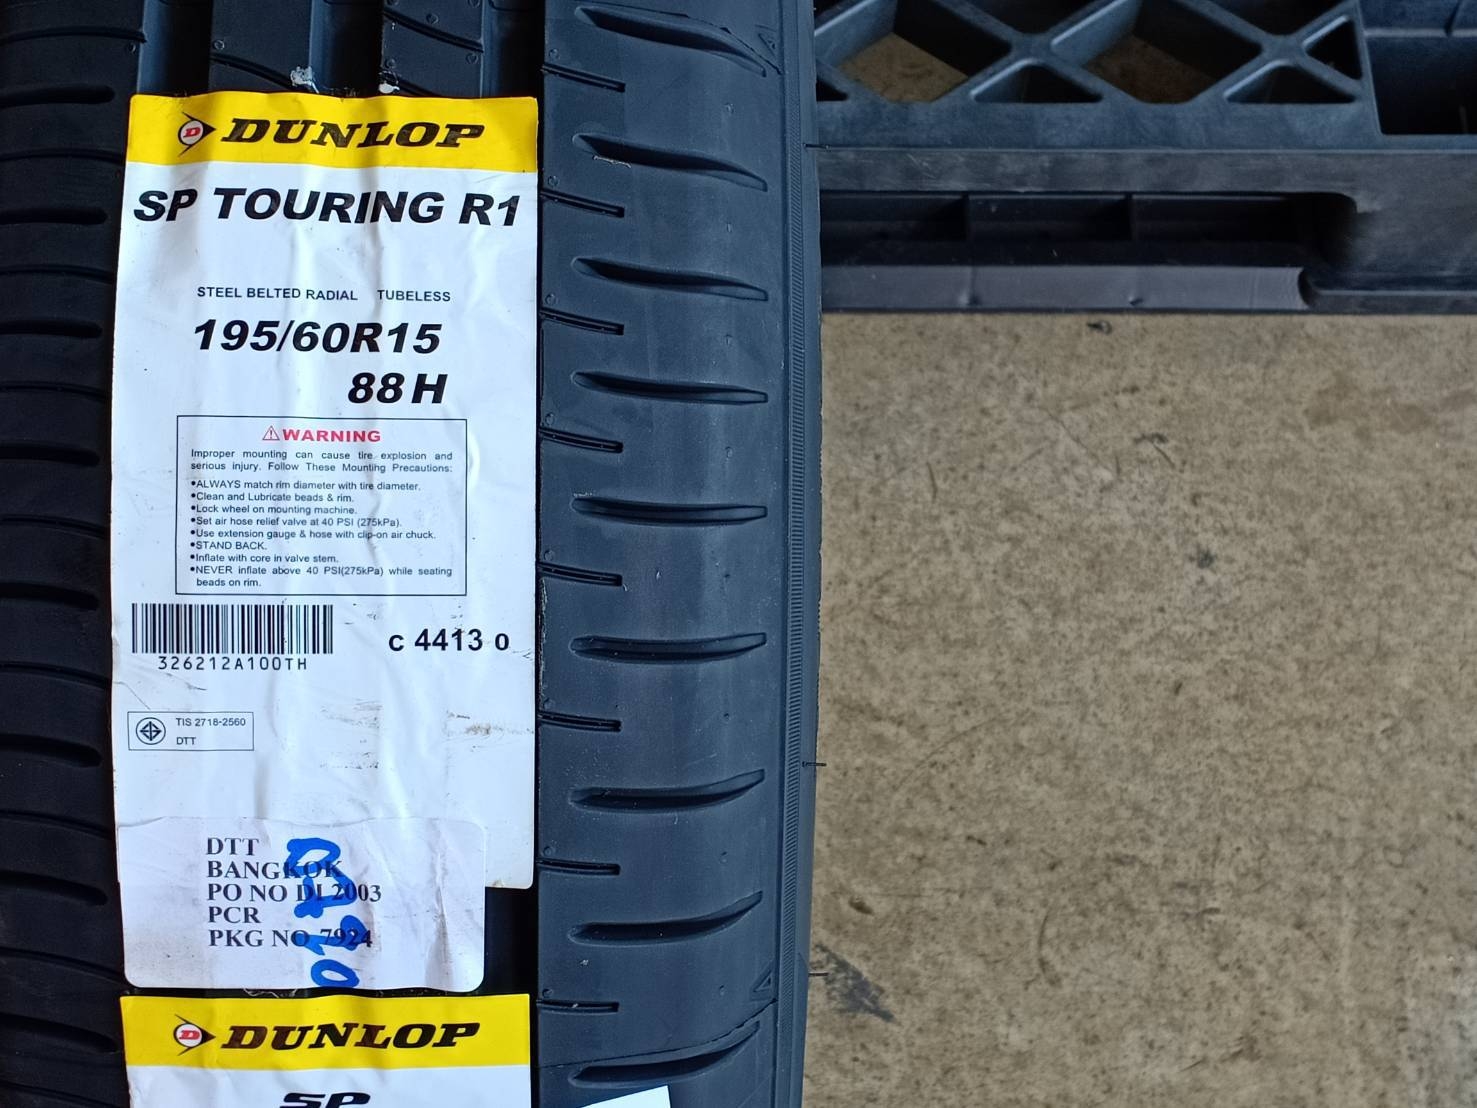 DUNLOP
SP TOURING R1
STEEL BELTED RADIAL TUBELESS
195/60R15
88H
⚠WARNING
Improper mounting can cause tire explosion and
serious injury. Follow These Mounting Precautions:
•ALWAYS match rim diameter with tire diameter.
•Clean and Lubricate beads & rim.
•Lock wheel on mounting machine.
•Set air hose relief valve at 40 PSI (275kPa).
•Use extension gauge & hose with clip-on air chuck.
•STAND BACK.
•Inflate with core in valve stem.
•NEVER inflate above 40 PSI(275kPa) while seating
beads on rim.
326212A100TH
C 4413 0
TIS 2718-2560
DTT
DTT
BANGKOK
PO NO DI 2003
PCR
PKG NO 7924
DUNLOP
SP